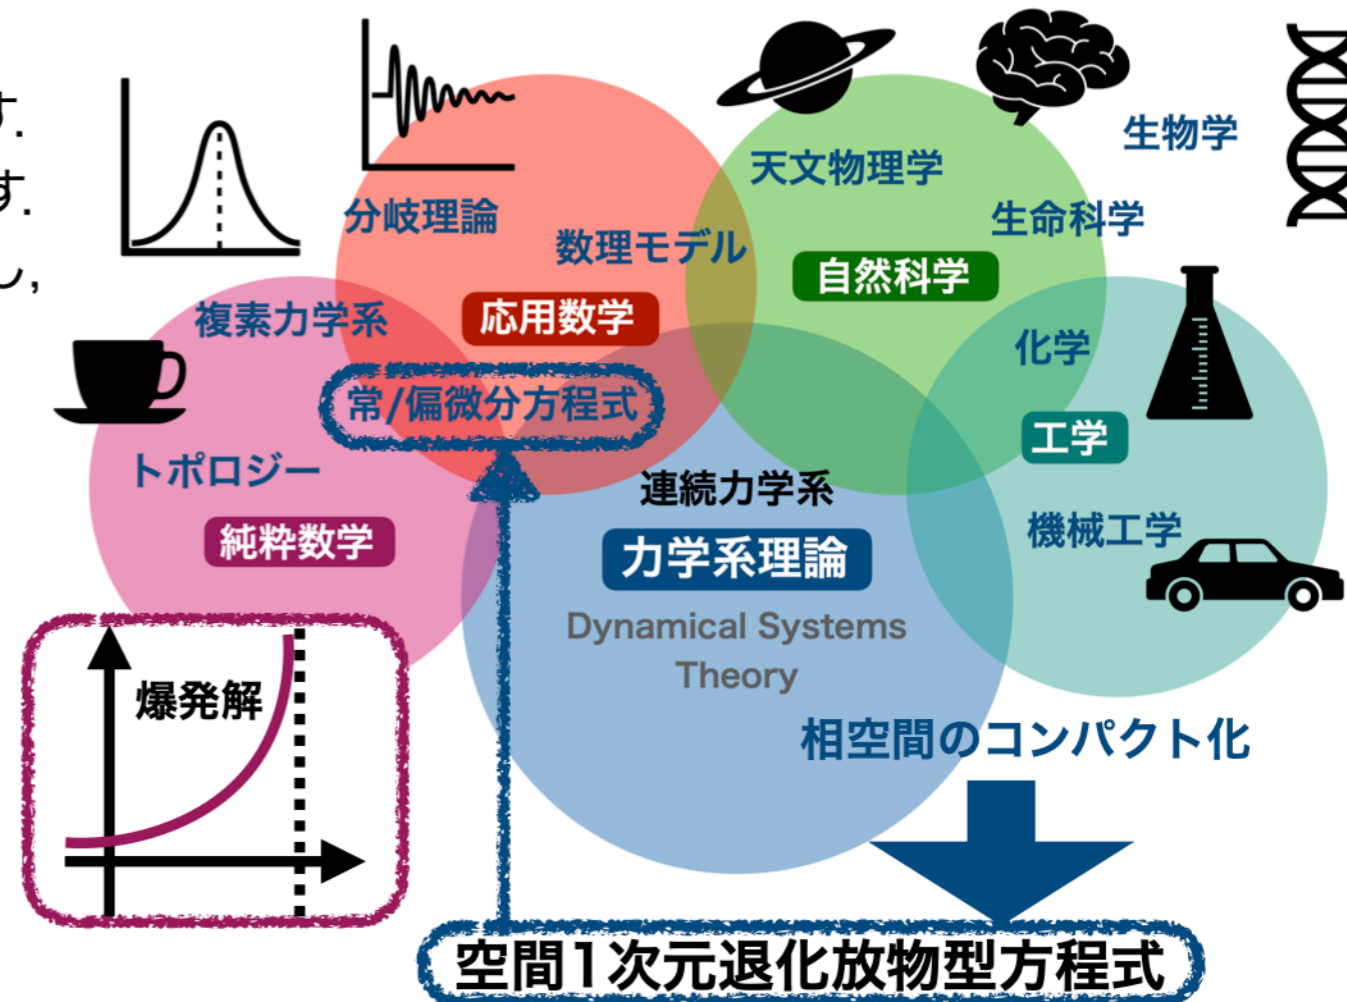 す.
す.
し,
生物学
天文物理学
分岐理論
生命科学
数理モデル
自然科学
複素力学系
応用数学
化学
常/偏微分方程式
工学
トポロジー
連続力学系
純粋数学
機械工学
力学系理論
Dynamical Systems
Theory
爆発解
相空間のコンパクト化
空間1次元退化放物型方程式